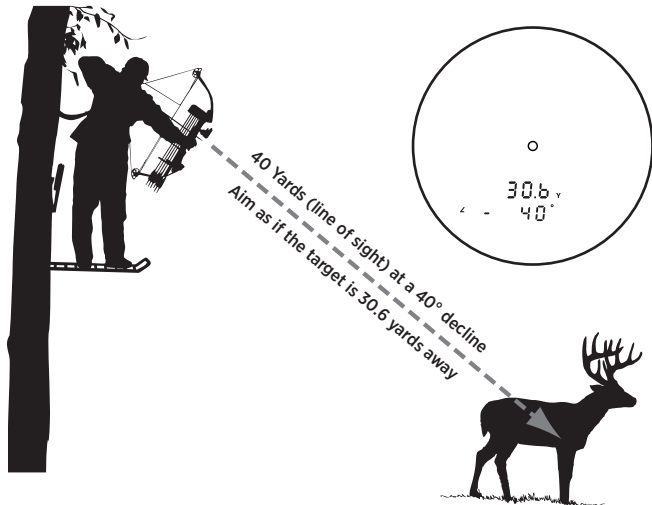 40 Yards (line of sight) at a 40° decline
Aim as if the target is 30.6 yards away
30.6 Y
∠ - 40°